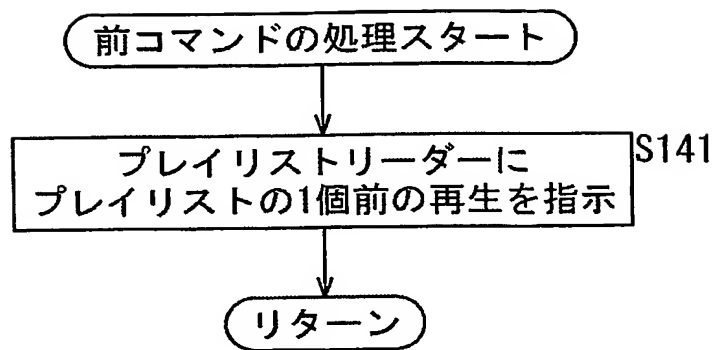 前コマンドの処理スタート
プレイリストリーダーに
プレイリストの1個前の再生を指示
S141
リターン